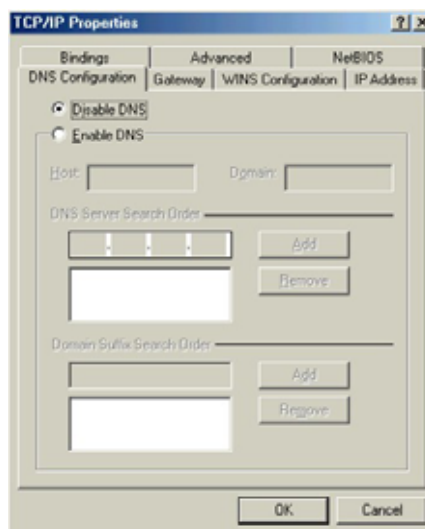 TCP/IP Properties
Bindings Advanced NetBIOS
DNS Configuration Gateway WINS Configuration IP Address
Disable DNS
Enable DNS
Host: Domain:
DNS Server Search Order
Add
Remove
Domain Suffix Search Order
Add
Remove
OK Cancel